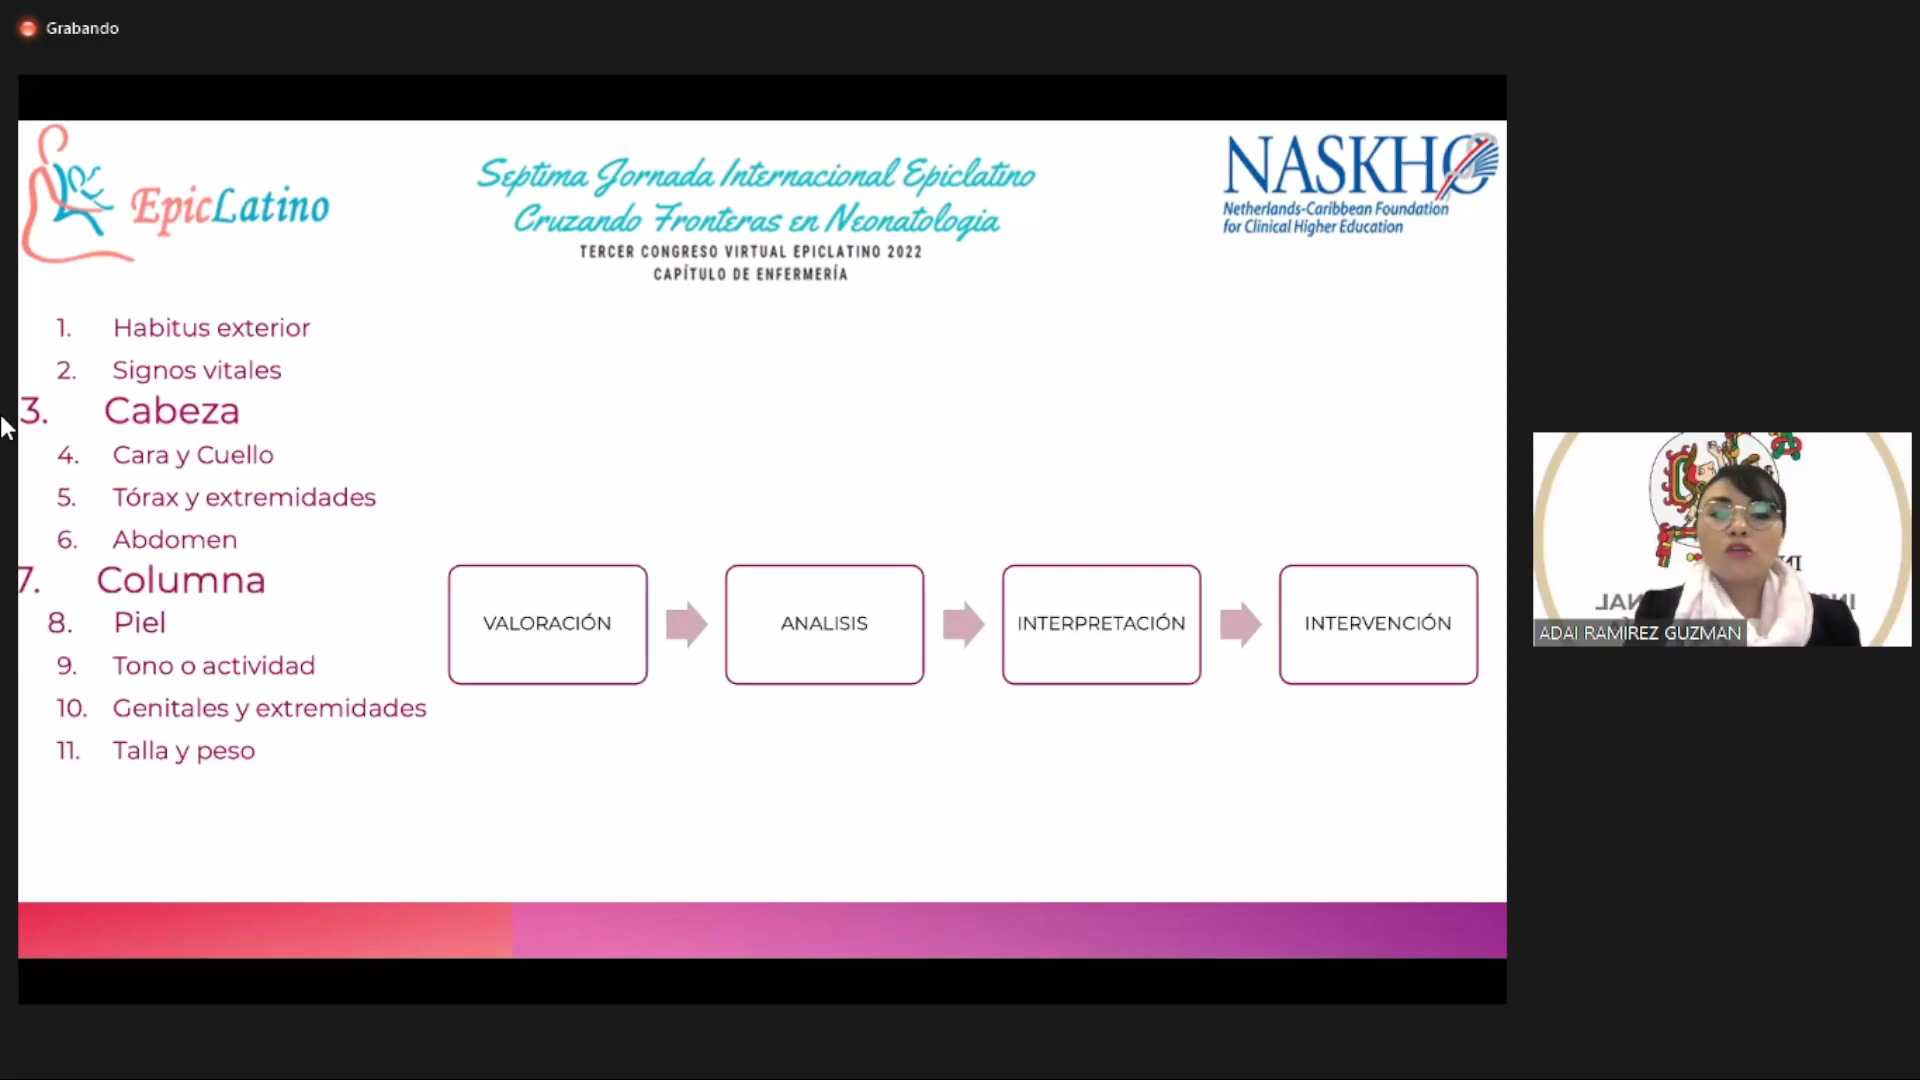 Grabando
EpicLatino
Septima Jornada Internacional Epiclatino
Cruzando Fronteras en Neonatologia
TERCER CONGRESO VIRTUAL EPICLATINO 2022
CAPÍTULO DE ENFERMERÍA
NASKHO
Netherlands-Caribbean Foundation
for Clinical Higher Education
1. Habitus exterior
2. Signos vitales
3. Cabeza
4. Cara y Cuello
5. Tórax y extremidades
6. Abdomen
7. Columna
8. Piel
9. Tono o actividad
10. Genitales y extremidades
11. Talla y peso
VALORACIÓN
ANALISIS
INTERPRETACIÓN
INTERVENCIÓN
ADAI RAMIREZ GUZMAN